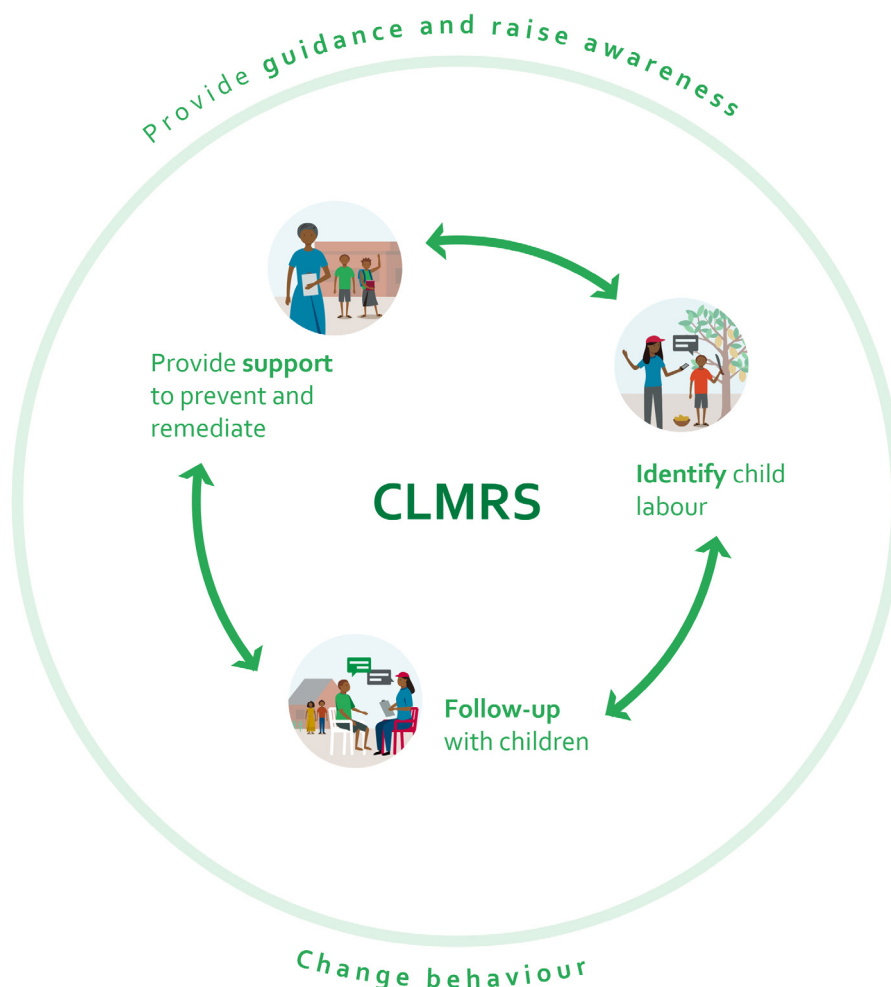 Provide guidance and raise awareness
Provide support
to prevent and
remediate
Identify child
labour
CLMRS
Follow-up
with children
Change behaviour